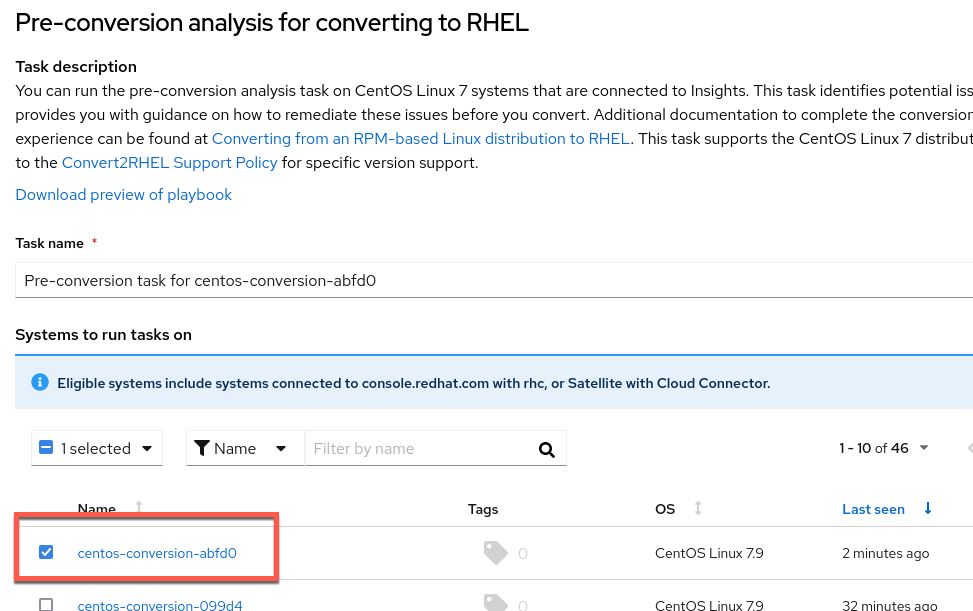 Pre-conversion analysis for converting to RHEL
Task description
You can run the pre-conversion analysis task on CentOS Linux 7 systems that are connected to Insights. This task identifies potential iss
provides you with guidance on how to remediate these issues before you convert. Additional documentation to complete the conversion
experience can be found at Converting from an RPM-based Linux distribution to RHEL. This task supports the CentOS Linux 7 distribut
to the Convert2RHEL Support Policy for specific version support.
Download preview of playbook
Task name *
Pre-conversion task for centos-conversion-abfd0
Systems to run tasks on
Eligible systems include systems connected to console.redhat.com with rhc, or Satellite with Cloud Connector.
1 selected Name Filter by name 1 - 10 of 46
Name Tags OS Last seen
centos-conversion-abfd0 0 CentOS Linux 7.9 2 minutes ago
centos-conversion-099d4 0 CentOS Linux 7.9 32 minutes ago